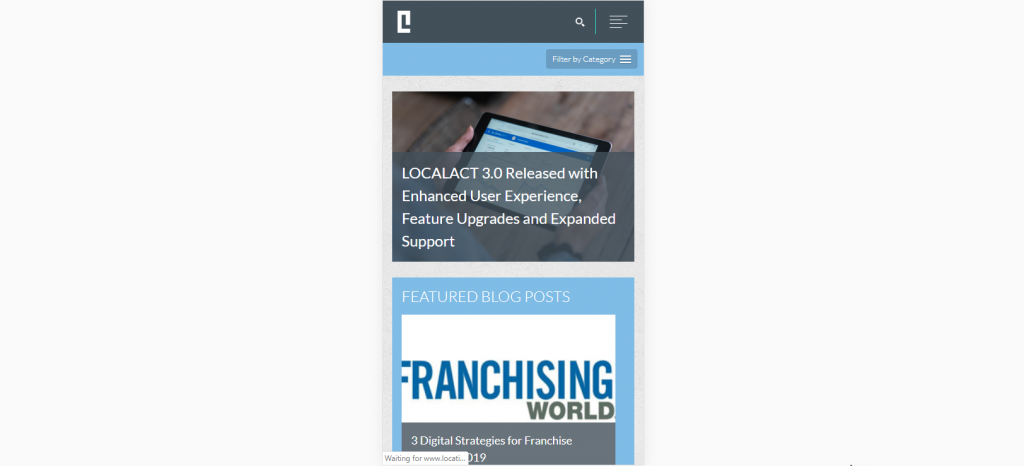 Filter by Category
LOCALACT 3.0 Released with
Enhanced User Experience,
Feature Upgrades and Expanded
Support
FEATURED BLOG POSTS
FRANCHISING
WORLD
3 Digital Strategies for Franchise
019
Waiting for www.locati...